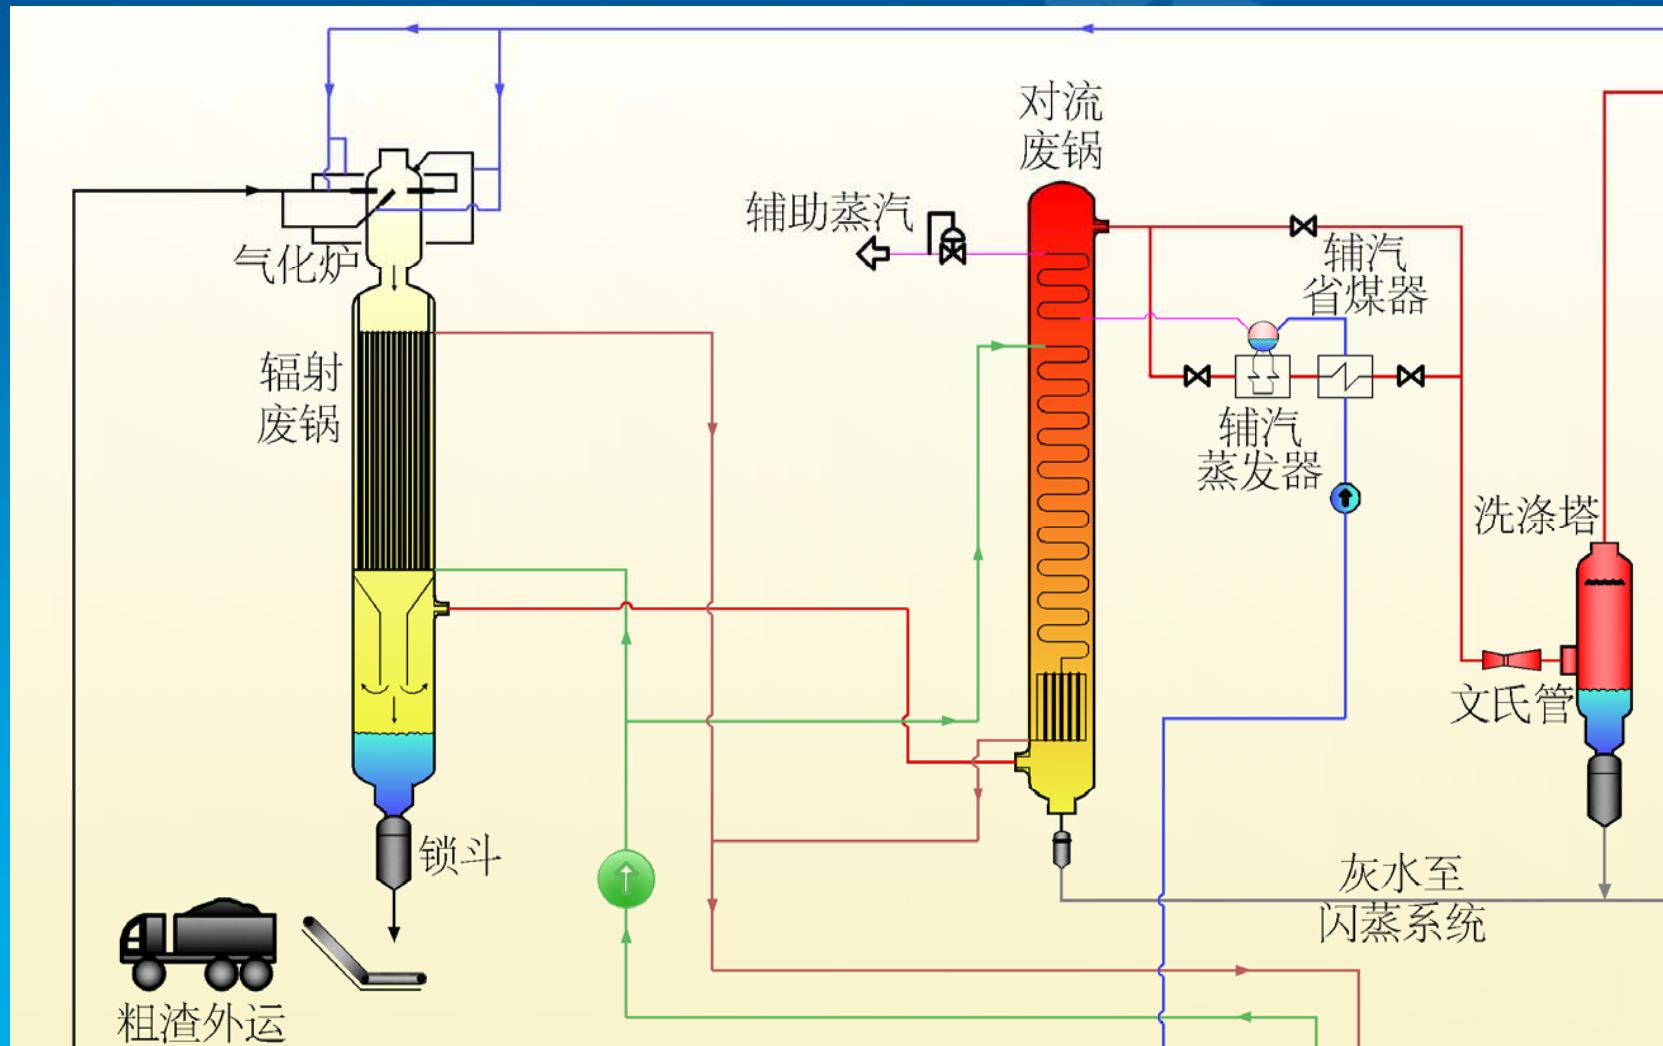 对流
废锅
辅助蒸汽
气化炉
辅汽
省煤器
辐射
废锅
辅汽
蒸发器
洗涤塔
文氏管
锁斗
灰水至
闪蒸系统
粗渣外运